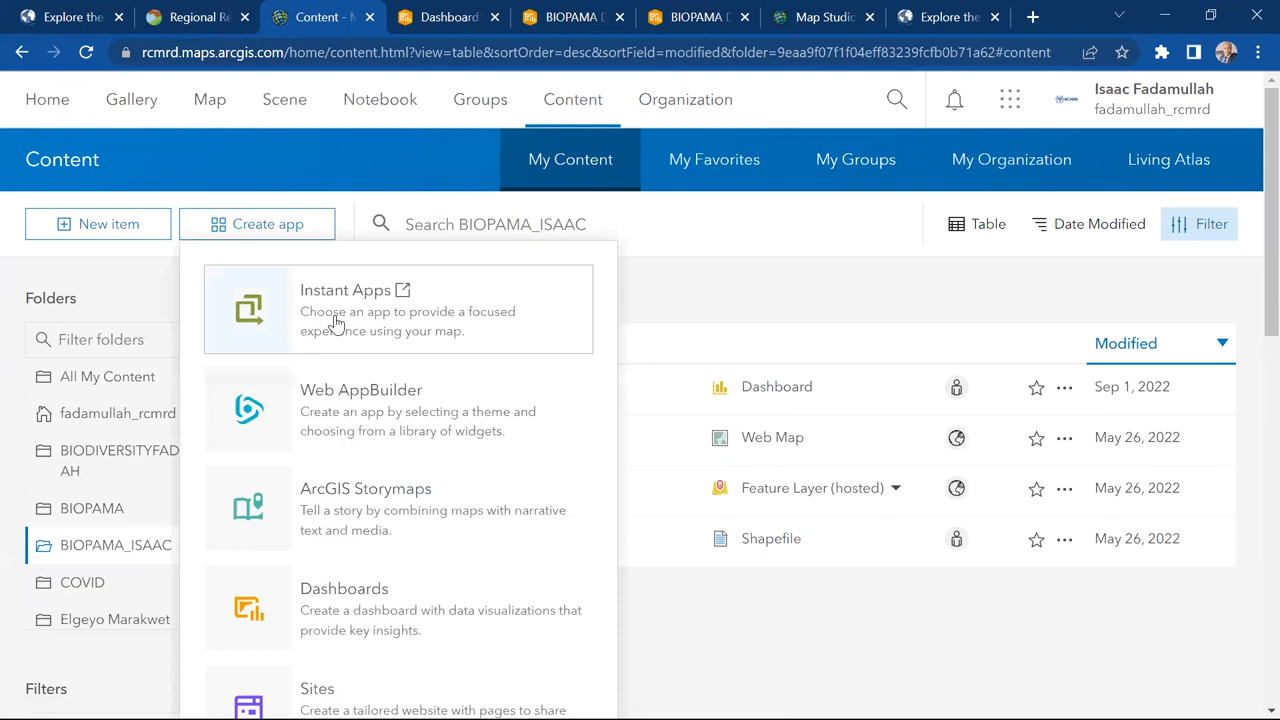 Explore the
Regional Re
Content - M
Dashboard
BIOPAMA D
BIOPAMA D
Map Studi
Explore the
rcmrd.maps.arcgis.com/home/content.html?view=table&sortOrder=desc&sortField=modified&folder=9eaa9f07f1f04eff83239fcfb0b71a62#content
Home Gallery Map Scene Notebook Groups Content Organization
Isaac Fadamullah
fadamullah_rcmrd
Content
My Content My Favorites My Groups My Organization Living Atlas
New item Create app Search BIOPAMA_ISAAC Table Date Modified Filter
Folders
Filter folders
All My Content
fadamullah_rcmrd
BIODIVERSITYFAD
AH
BIOPAMA
BIOPAMA_ISAAC
COVID
Elgeyo Marakwet
Filters
Instant Apps
Choose an app to provide a focused
experience using your map.
Web AppBuilder
Create an app by selecting a theme and
choosing from a library of widgets.
ArcGIS Storymaps
Tell a story by combining maps with narrative
text and media.
Dashboards
Create a dashboard with data visualizations that
provide key insights.
Sites
Create a tailored website with pages to share
Modified
Dashboard Sep 1, 2022
Web Map May 26, 2022
Feature Layer (hosted) May 26, 2022
Shapefile May 26, 2022